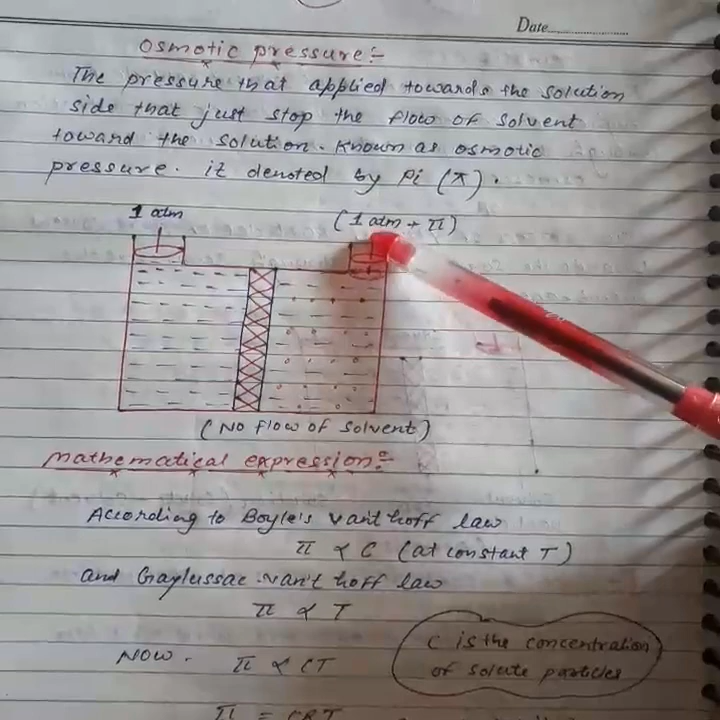 Date
Osmotic pressure:-
The pressure that applied towards the solution
side that just stop the flow of solvent
toward the solution. Known as osmotic
pressure. it denoted by Pi (π).
1 atm
(1 atm + π)
(No flow of solvent)
Mathematical expression:-
According to Boyle's van't hoff law
π ∝ C (at constant T)
and Gaylussac van't hoff law
π ∝ T
Now. π ∝ CT
C is the concentration
of solute particles
π = CRT